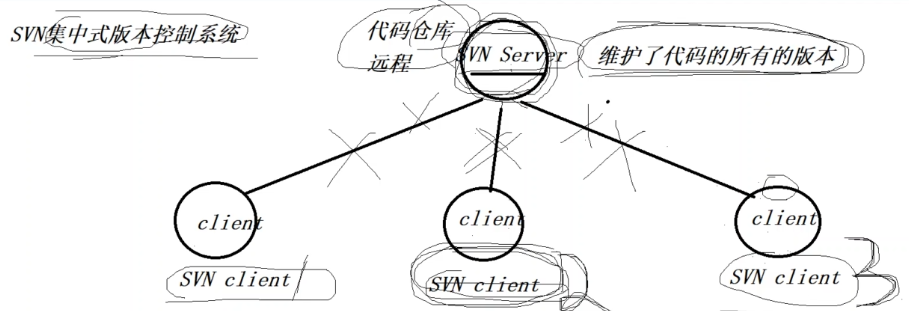 SVN集中式版本控制系统
代码仓库
远程
SVN Server
维护了代码的所有的版本
client
client
client
SVN client
SVN client
SVN client